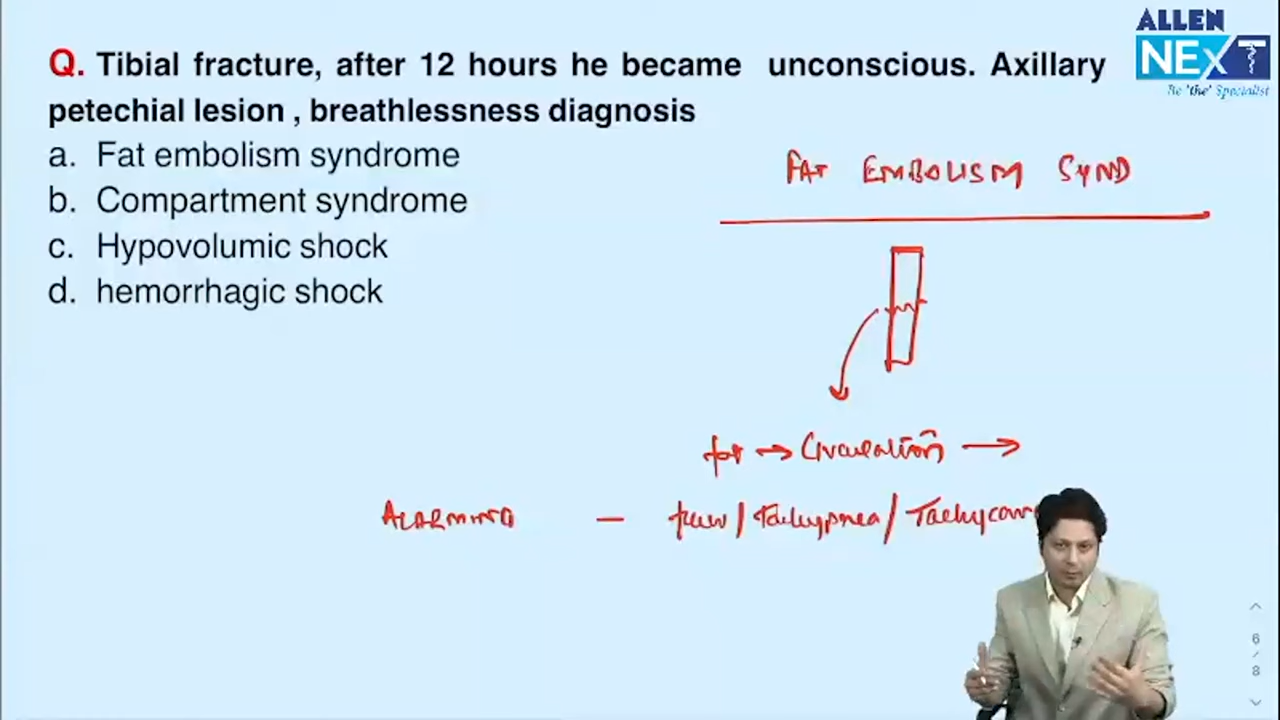 ALLEN
NEXT
Be 'the' Specialist
Q. Tibial fracture, after 12 hours he became unconscious. Axillary
petechial lesion , breathlessness diagnosis
a. Fat embolism syndrome
b. Compartment syndrome
c. Hypovolumic shock
d. hemorrhagic shock
FAT EMBOLISM SYND
fat → Circulation →
ALARMING – fever / Tachypnea / Tachycar
6
/
8